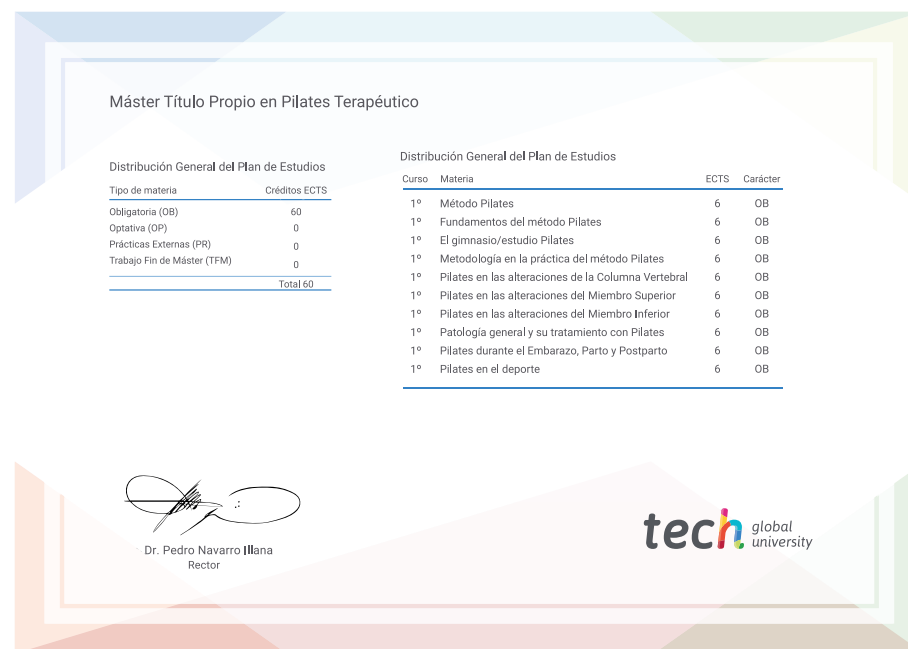 Máster Título Propio en Pilates Terapéutico
Distribución General del Plan de Estudios
Tipo de materia Créditos ECTS
Obligatoria (OB) 60
Optativa (OP) 0
Prácticas Externas (PR) 0
Trabajo Fin de Máster (TFM) 0
Total 60
Distribución General del Plan de Estudios
Curso Materia ECTS Carácter
1º Método Pilates 6 OB
1º Fundamentos del método Pilates 6 OB
1º El gimnasio/estudio Pilates 6 OB
1º Metodología en la práctica del método Pilates 6 OB
1º Pilates en las alteraciones de la Columna Vertebral 6 OB
1º Pilates en las alteraciones del Miembro Superior 6 OB
1º Pilates en las alteraciones del Miembro Inferior 6 OB
1º Patología general y su tratamiento con Pilates 6 OB
1º Pilates durante el Embarazo, Parto y Postparto 6 OB
1º Pilates en el deporte 6 OB
Dr. Pedro Navarro Illana
Rector
tech global
university